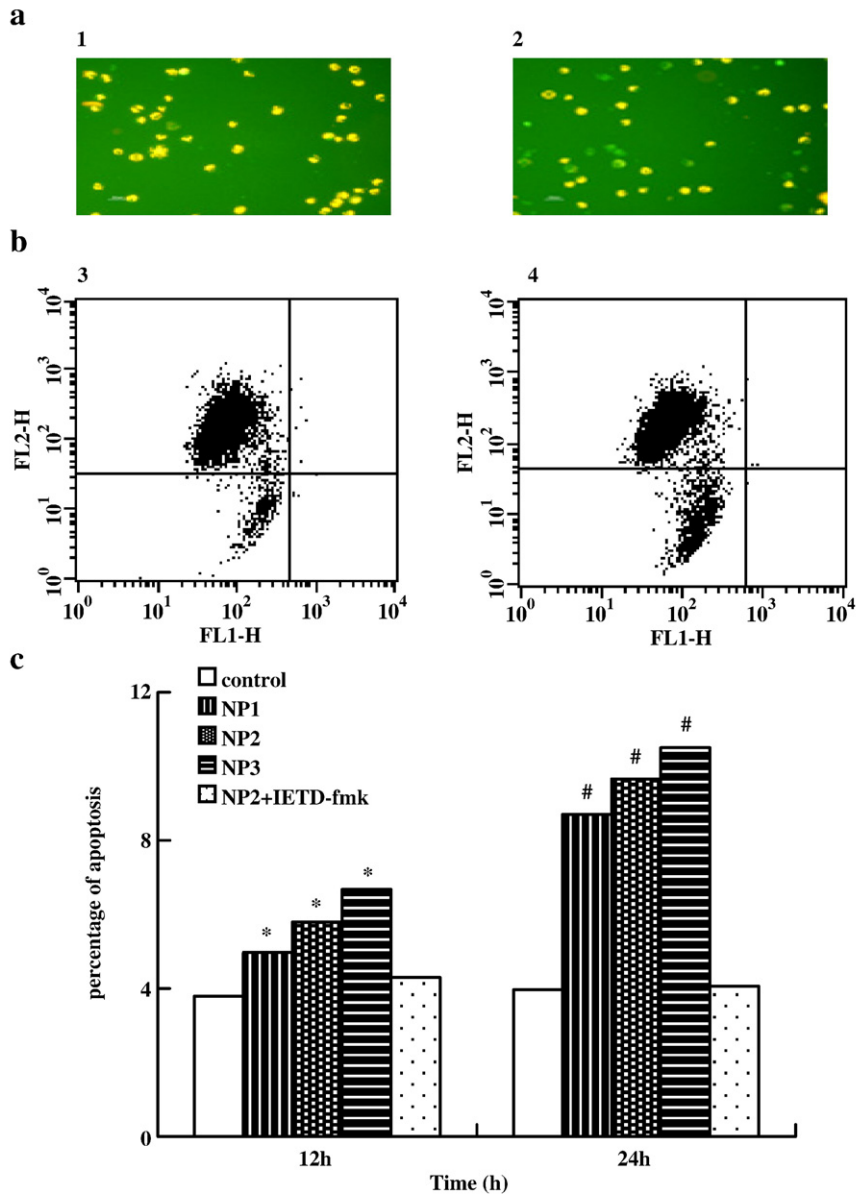 a
1
2
b
3
4
10⁴
10³
10²
10¹
10⁰
FL2-H
10⁰ 10¹ 10² 10³ 10⁴
FL1-H
10⁴
10³
10²
10¹
10⁰
FL2-H
10⁰ 10¹ 10² 10³ 10⁴
FL1-H
c
control
NP1
NP2
NP3
NP2+IETD-fmk
12
8
4
0
percentage of apoptosis
* * *
# # #
12h 24h
Time (h)